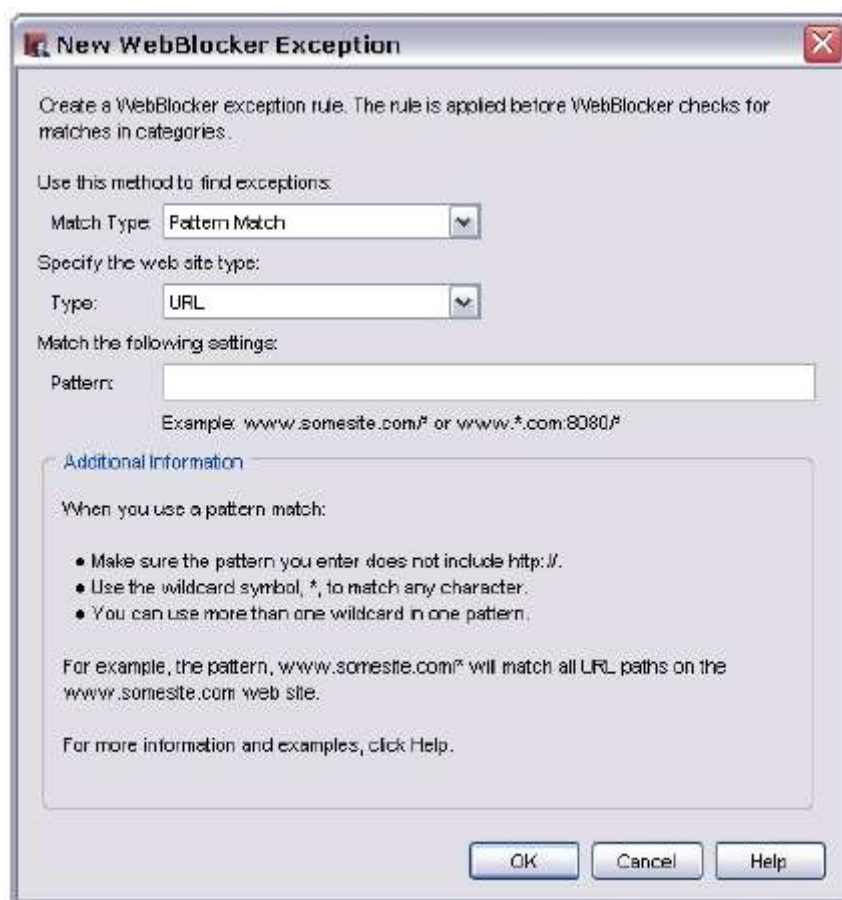 New WebBlocker Exception
Create a WebBlocker exception rule. The rule is applied before WebBlocker checks for
matches in categories.
Use this method to find exceptions:
Match Type: Pattern Match
Specify the web site type:
Type: URL
Match the following settings:
Pattern:
Example: www.somesite.com/* or www.*.com:8080/*
Additional Information
When you use a pattern match:
● Make sure the pattern you enter does not include http://.
● Use the wildcard symbol, *, to match any character.
● You can use more than one wildcard in one pattern.
For example, the pattern, www.somesite.com/* will match all URL paths on the
www.somesite.com web site.
For more information and examples, click Help.
OK Cancel Help